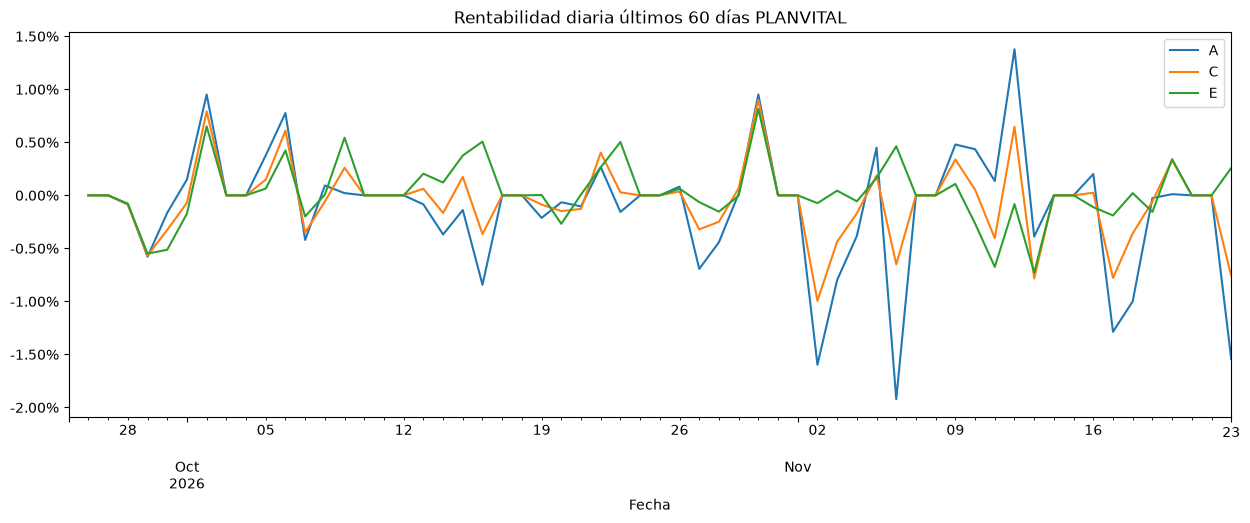 Rentabilidad diaria últimos 60 días PLANVITAL
A
C
E
1.50%
1.00%
0.50%
0.00%
-0.50%
-1.00%
-1.50%
-2.00%
28 05 12 19 26 02 09 16 23
Oct Nov
2026
Fecha